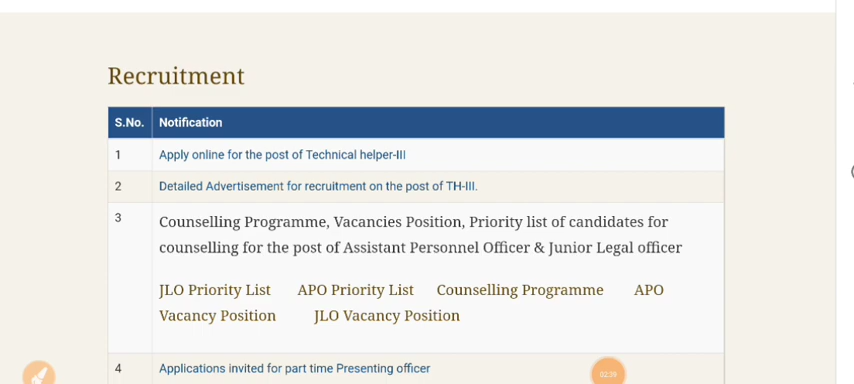 Recruitment
S.No. Notification
1 Apply online for the post of Technical helper-III
2 Detailed Advertisement for recruitment on the post of TH-III.
3 Counselling Programme, Vacancies Position, Priority list of candidates for
counselling for the post of Assistant Personnel Officer & Junior Legal officer
JLO Priority List APO Priority List Counselling Programme APO
Vacancy Position JLO Vacancy Position
4 Applications invited for part time Presenting officer
02:39